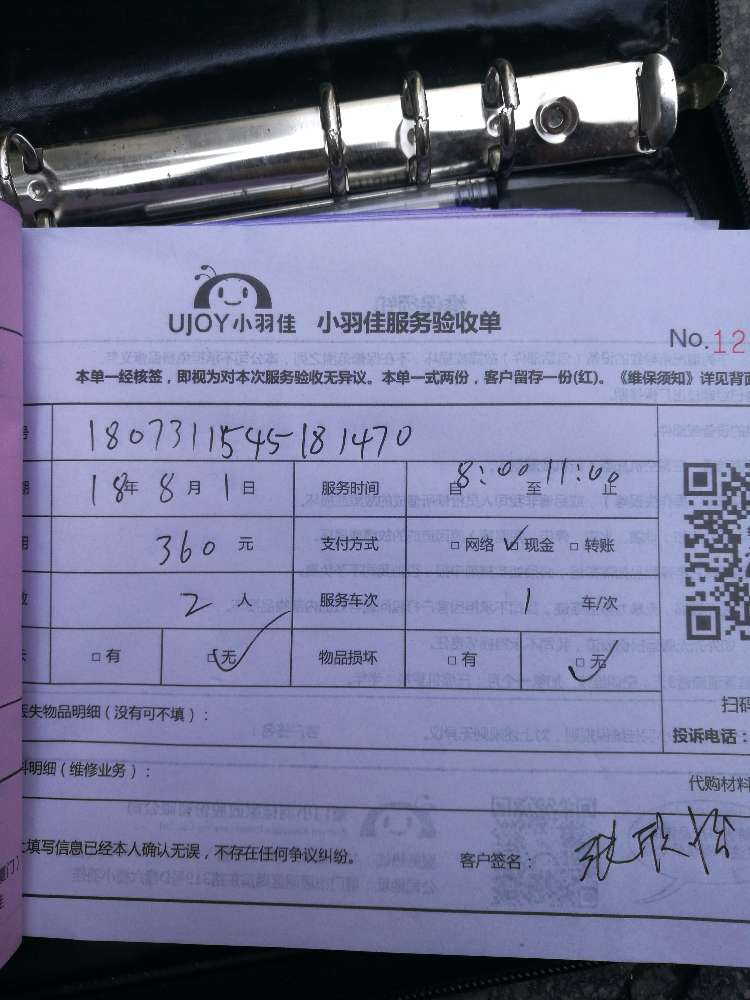 UJOY小羽佳 小羽佳服务验收单
No.12
本单一经核签，即视为对本次服务验收无异议。本单一式两份，客户留存一份(红)。《维保须知》详见背面
号 180731154518 1470
期 18年 8月 1日 服务时间 自 8:00 至 11:00 止
用 360 元 支付方式 □网络 ☑现金 □转账
数 2 人 服务车次 1 车/次
失 □有 ☑无 物品损坏 □有 ☑无
丢失物品明细（没有可不填）：
扫码
投诉电话：
料明细（维修业务）：
代购材料
上填写信息已经本人确认无误，不存在任何争议纠纷。 客户签名：